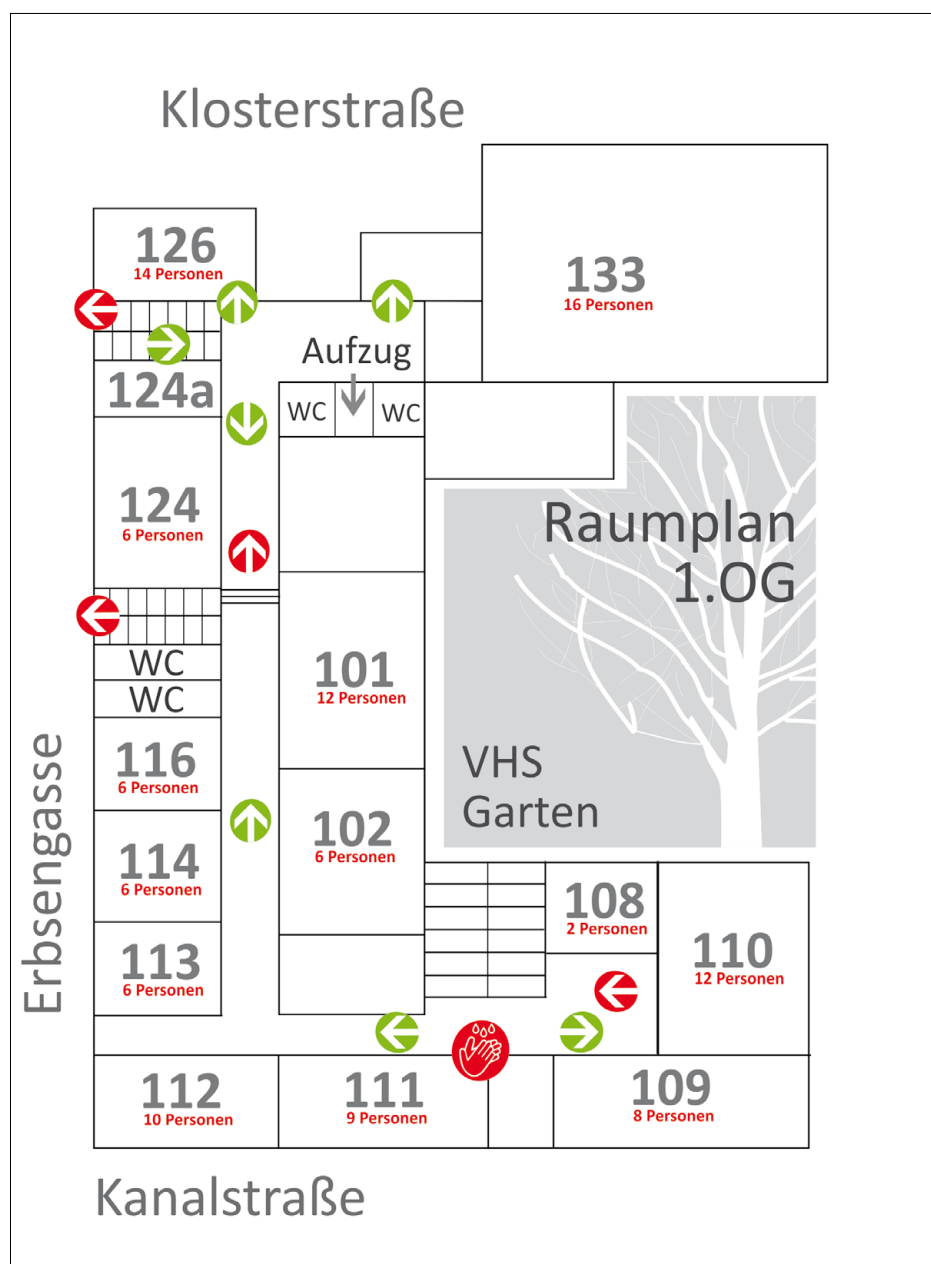 Klosterstraße
126
14 Personen
133
16 Personen
Aufzug
WC
WC
124a
124
6 Personen
Raumplan
1.OG
WC
WC
101
12 Personen
116
6 Personen
VHS
Garten
102
6 Personen
114
6 Personen
Erbsengasse
108
2 Personen
110
12 Personen
113
6 Personen
112
10 Personen
111
9 Personen
109
8 Personen
Kanalstraße